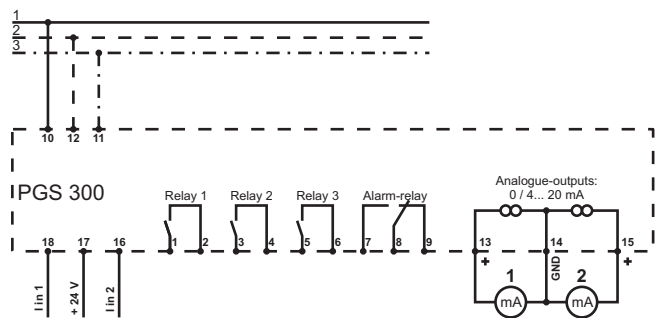 1
2
3
10 12 11
PGS 300
Relay 1 Relay 2 Relay 3 Alarm-relay
Analogue-outputs:
0 / 4... 20 mA
18 17 16 1 2 3 4 5 6 7 8 9 13 14 15
I in 1
+ 24 V
I in 2
+ GND +
1 2
mA mA